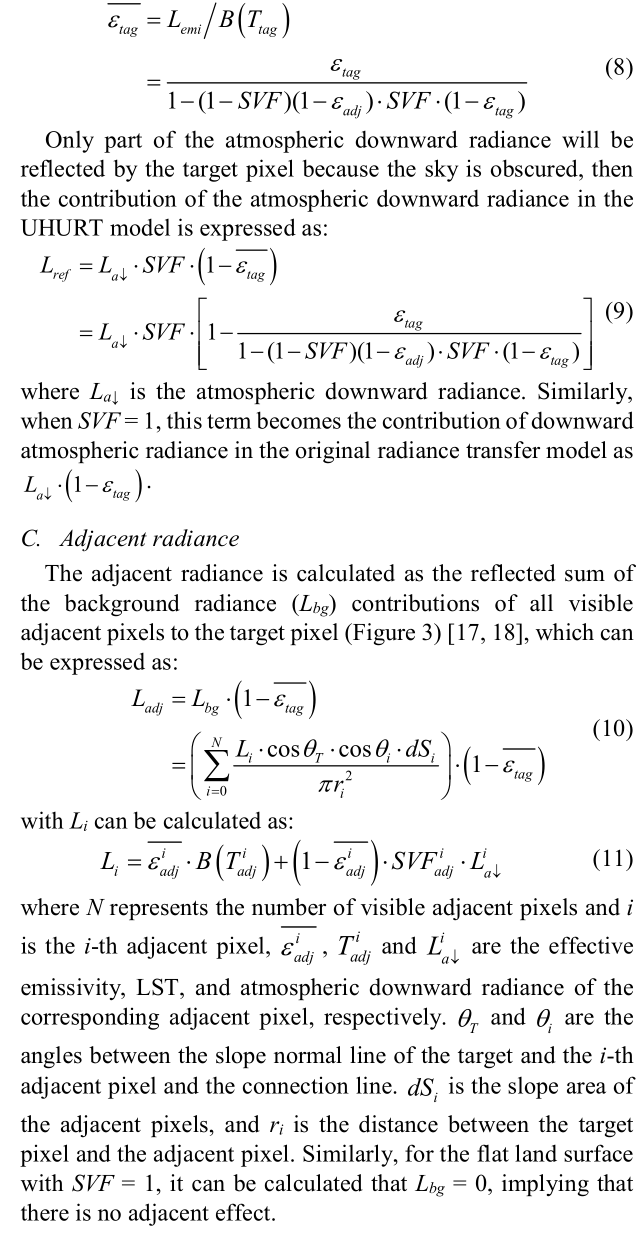 $\overline{\varepsilon_{tag}} = L_{emi} / B(T_{tag})$
$= \frac{\varepsilon_{tag}}{1-(1-SVF)(1-\varepsilon_{adj})\cdot SVF\cdot(1-\varepsilon_{tag})}$ (8)
Only part of the atmospheric downward radiance will be
reflected by the target pixel because the sky is obscured, then
the contribution of the atmospheric downward radiance in the
UHURT model is expressed as:
$L_{ref} = L_{a\downarrow}\cdot SVF\cdot\left(1-\overline{\varepsilon_{tag}}\right)$
$= L_{a\downarrow}\cdot SVF\cdot\left[1-\frac{\varepsilon_{tag}}{1-(1-SVF)(1-\varepsilon_{adj})\cdot SVF\cdot(1-\varepsilon_{tag})}\right]$ (9)
where $L_{a\downarrow}$ is the atmospheric downward radiance. Similarly,
when SVF = 1, this term becomes the contribution of downward
atmospheric radiance in the original radiance transfer model as
$L_{a\downarrow}\cdot(1-\varepsilon_{tag})$.
C. Adjacent radiance
The adjacent radiance is calculated as the reflected sum of
the background radiance ($L_{bg}$) contributions of all visible
adjacent pixels to the target pixel (Figure 3) [17, 18], which can
be expressed as:
$L_{adj} = L_{bg}\cdot\left(1-\overline{\varepsilon_{tag}}\right)$
$= \left(\sum_{i=0}^{N}\frac{L_i\cdot\cos\theta_T\cdot\cos\theta_i\cdot dS_i}{\pi r_i^2}\right)\cdot\left(1-\overline{\varepsilon_{tag}}\right)$ (10)
with $L_i$ can be calculated as:
$L_i = \overline{\varepsilon_{adj}^i}\cdot B(T_{adj}^i)+\left(1-\overline{\varepsilon_{adj}^i}\right)\cdot SVF_{adj}^i\cdot L_{a\downarrow}^i$ (11)
where N represents the number of visible adjacent pixels and i
is the i-th adjacent pixel, $\overline{\varepsilon_{adj}^i}$, $T_{adj}^i$ and $L_{a\downarrow}^i$ are the effective
emissivity, LST, and atmospheric downward radiance of the
corresponding adjacent pixel, respectively. $\theta_T$ and $\theta_i$ are the
angles between the slope normal line of the target and the i-th
adjacent pixel and the connection line. $dS_i$ is the slope area of
the adjacent pixels, and $r_i$ is the distance between the target
pixel and the adjacent pixel. Similarly, for the flat land surface
with SVF = 1, it can be calculated that $L_{bg}$ = 0, implying that
there is no adjacent effect.